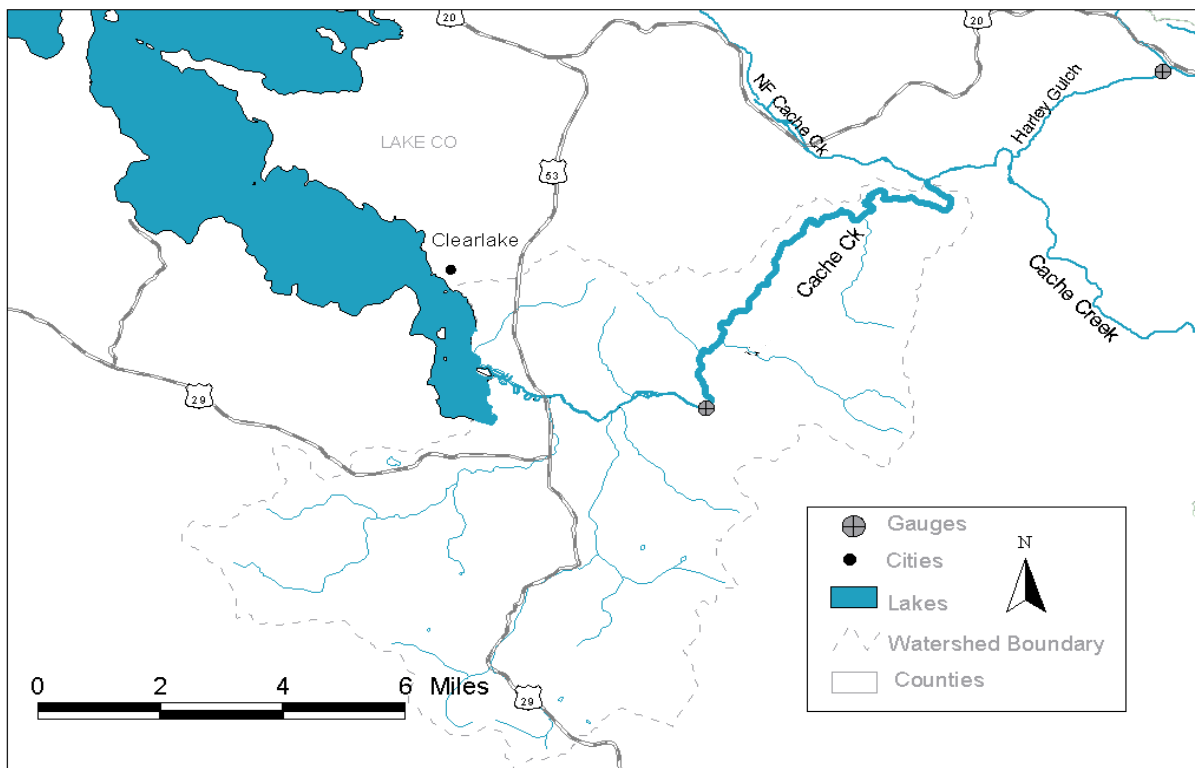 20
20
NF Cache Ck
Harley Gulch
LAKE CO
53
Clearlake
Cache Ck
Cache Creek
29
Gauges
Cities
N
Lakes
Watershed Boundary
Counties
0 2 4 6 Miles
29